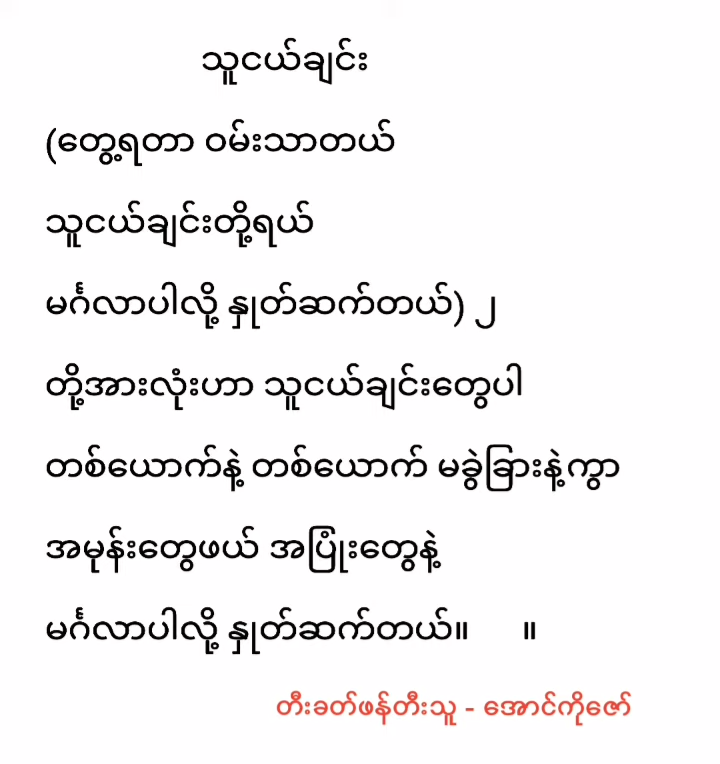 သူငယ်ချင်း
(တွေ့ရတာ ဝမ်းသာတယ်
သူငယ်ချင်းတို့ရယ်
မင်္ဂလာပါလို့ နှုတ်ဆက်တယ်) ၂
တို့အားလုံးဟာ သူငယ်ချင်းတွေပါ
တစ်ယောက်နဲ့ တစ်ယောက် မခွဲခြားနဲ့ကွာ
အမုန်းတွေဖယ် အပြုံးတွေနဲ့
မင်္ဂလာပါလို့ နှုတ်ဆက်တယ်။ ။
တီးခတ်ဖန်တီးသူ - အောင်ကိုဇော်